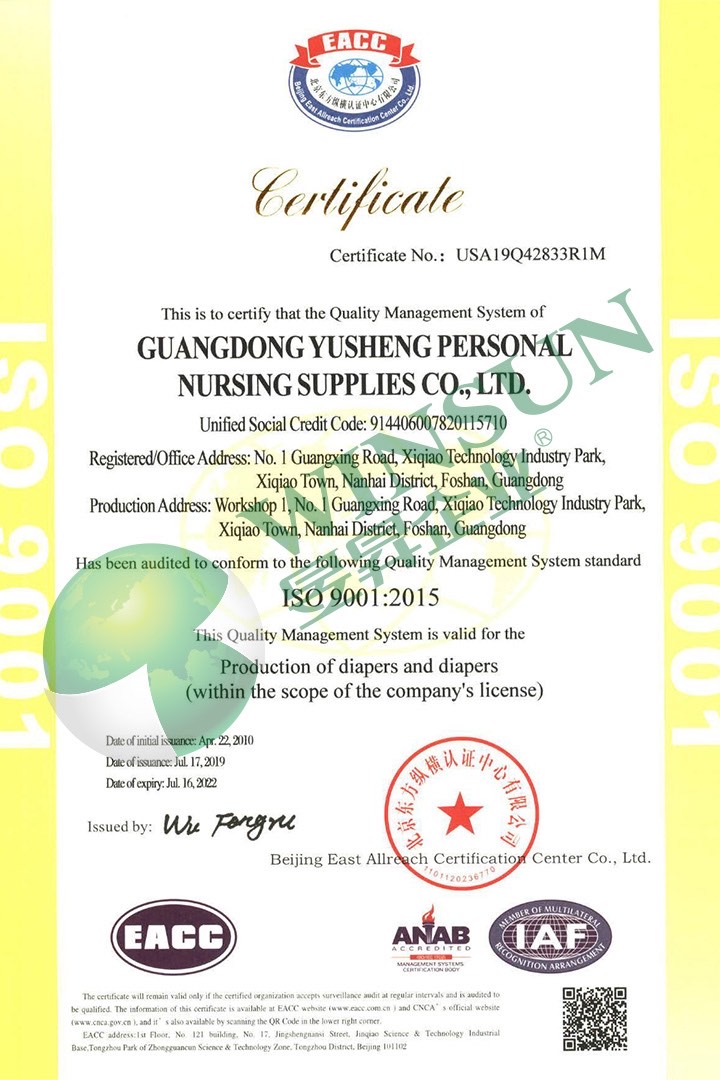 EACC
北京东方纵横认证中心有限公司
Beijing East Allreach Certification Center Co., Ltd.
Certificate
Certificate No.: USA19Q42833R1M
This is to certify that the Quality Management System of
GUANGDONG YUSHENG PERSONAL
NURSING SUPPLIES CO., LTD.
Unified Social Credit Code: 914406007820115710
Registered/Office Address: No. 1 Guangxing Road, Xiqiao Technology Industry Park,
Xiqiao Town, Nanhai District, Foshan, Guangdong
Production Address: Workshop 1, No. 1 Guangxing Road, Xiqiao Technology Industry Park,
Xiqiao Town, Nanhai District, Foshan, Guangdong
Has been audited to conform to the following Quality Management System standard
ISO 9001:2015
This Quality Management System is valid for the
Production of diapers and diapers
(within the scope of the company's license)
Date of initial issuance: Apr. 22, 2010
Date of issuance: Jul. 17, 2019
Date of expiry: Jul. 16, 2022
Issued by: Wu Fengyu
Beijing East Allreach Certification Center Co., Ltd.
北京东方纵横认证中心有限公司
1101120236770
ISO 9001
ISO 9001
WINSUN
®
昱昇企业
EACC
ANAB
ACCREDITED
MANAGEMENT SYSTEMS
CERTIFICATION BODY
MEMBER OF MULTILATERAL
IAF
RECOGNITION ARRANGEMENT
The certificate will remain valid only if the certified organization accepts surveillance audit at regular intervals and is audited to
be qualified. The information of this certificate is available at EACC website (www.eacc.com.cn ) and CNCA's official website
(www.cnca.gov.cn ), and it's also available by scanning the QR Code in the lower right corner.
EACC address:1st Floor, No. 121 building, No. 17, Jingshengnansi Street, Jinqiao Science & Technology Industrial
Base,Tongzhou Park of Zhongguancun Science & Technology Zone, Tongzhou District, Beijing 101102